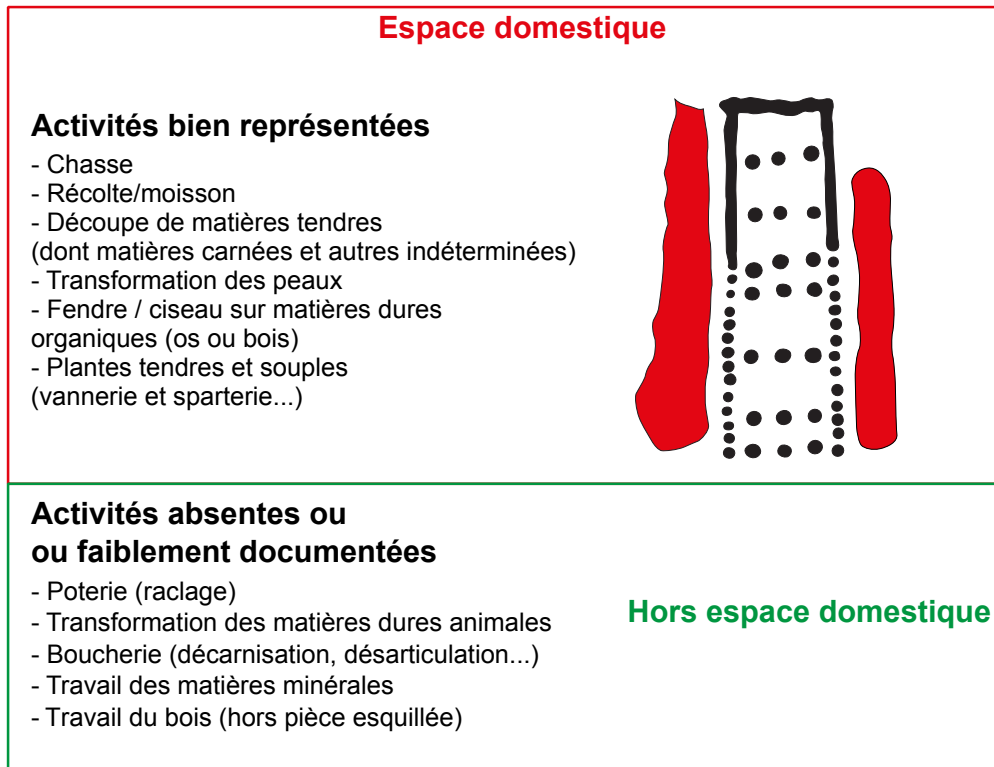 Espace domestique
Activités bien représentées
- Chasse
- Récolte/moisson
- Découpe de matières tendres
(dont matières carnées et autres indéterminées)
- Transformation des peaux
- Fendre / ciseau sur matières dures
organiques (os ou bois)
- Plantes tendres et souples
(vannerie et sparterie...)
Activités absentes ou
ou faiblement documentées
- Poterie (raclage)
- Transformation des matières dures animales
- Boucherie (décarnisation, désarticulation...)
- Travail des matières minérales
- Travail du bois (hors pièce esquillée)
Hors espace domestique